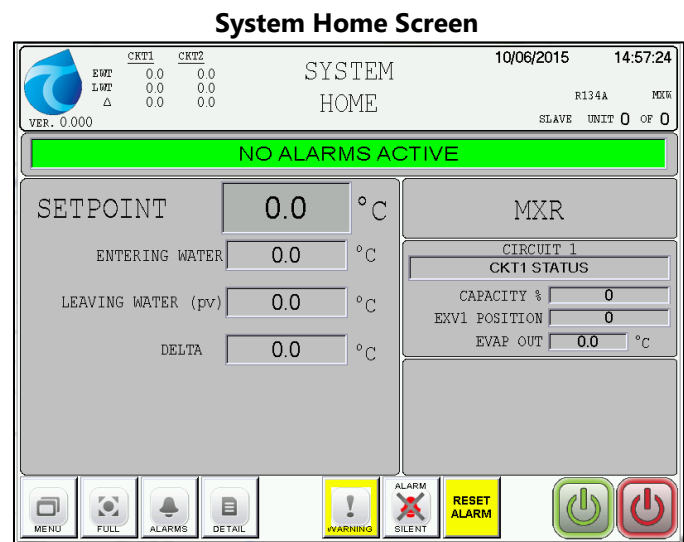 System Home Screen
CKT1 CKT2
EWT 0.0 0.0
LWT 0.0 0.0
Δ 0.0 0.0
VER. 0.000
SYSTEM
HOME
10/06/2015 14:57:24
R134A MXW
SLAVE UNIT 0 OF 0
NO ALARMS ACTIVE
SETPOINT 0.0 °C
ENTERING WATER 0.0 °C
LEAVING WATER (pv) 0.0 °C
DELTA 0.0 °C
MXR
CIRCUIT 1
CKT1 STATUS
CAPACITY % 0
EXV1 POSITION 0
EVAP OUT 0.0 °C
MENU
FULL
ALARMS
DETAIL
WARNING
ALARM
SILENT
RESET
ALARM